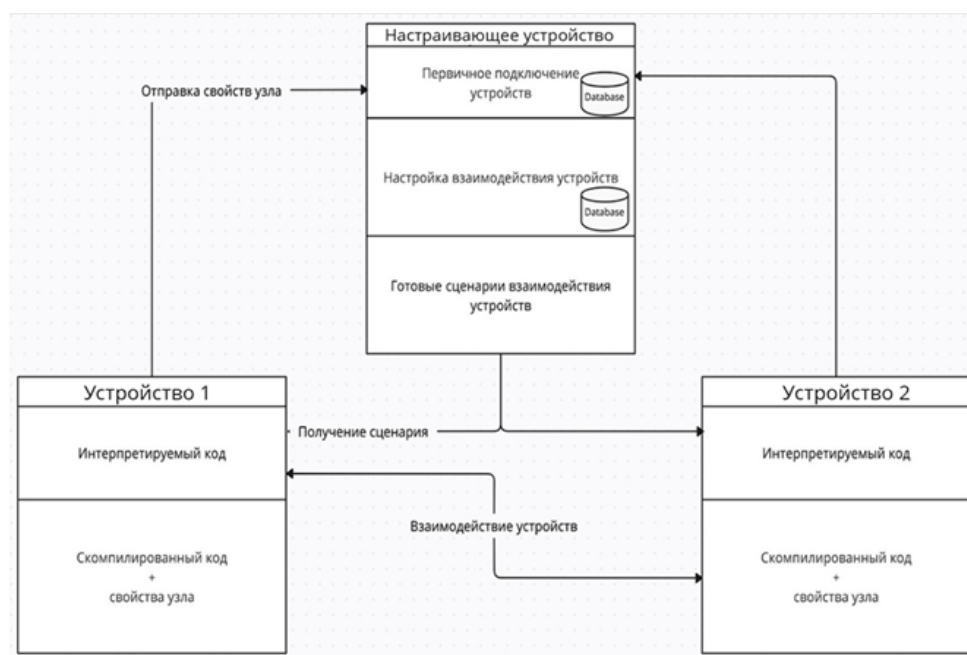 Настраивающее устройство
Первичное подключение
устройств
Database
Отправка свойств узла
Настройка взаимодействия устройств
Database
Готовые сценарии взаимодействия
устройств
Устройство 1
Устройство 2
Получение сценария
Интерпретируемый код
Интерпретируемый код
Взаимодействие устройств
Скомпилированный код
+
свойства узла
Скомпилированный код
+
свойства узла